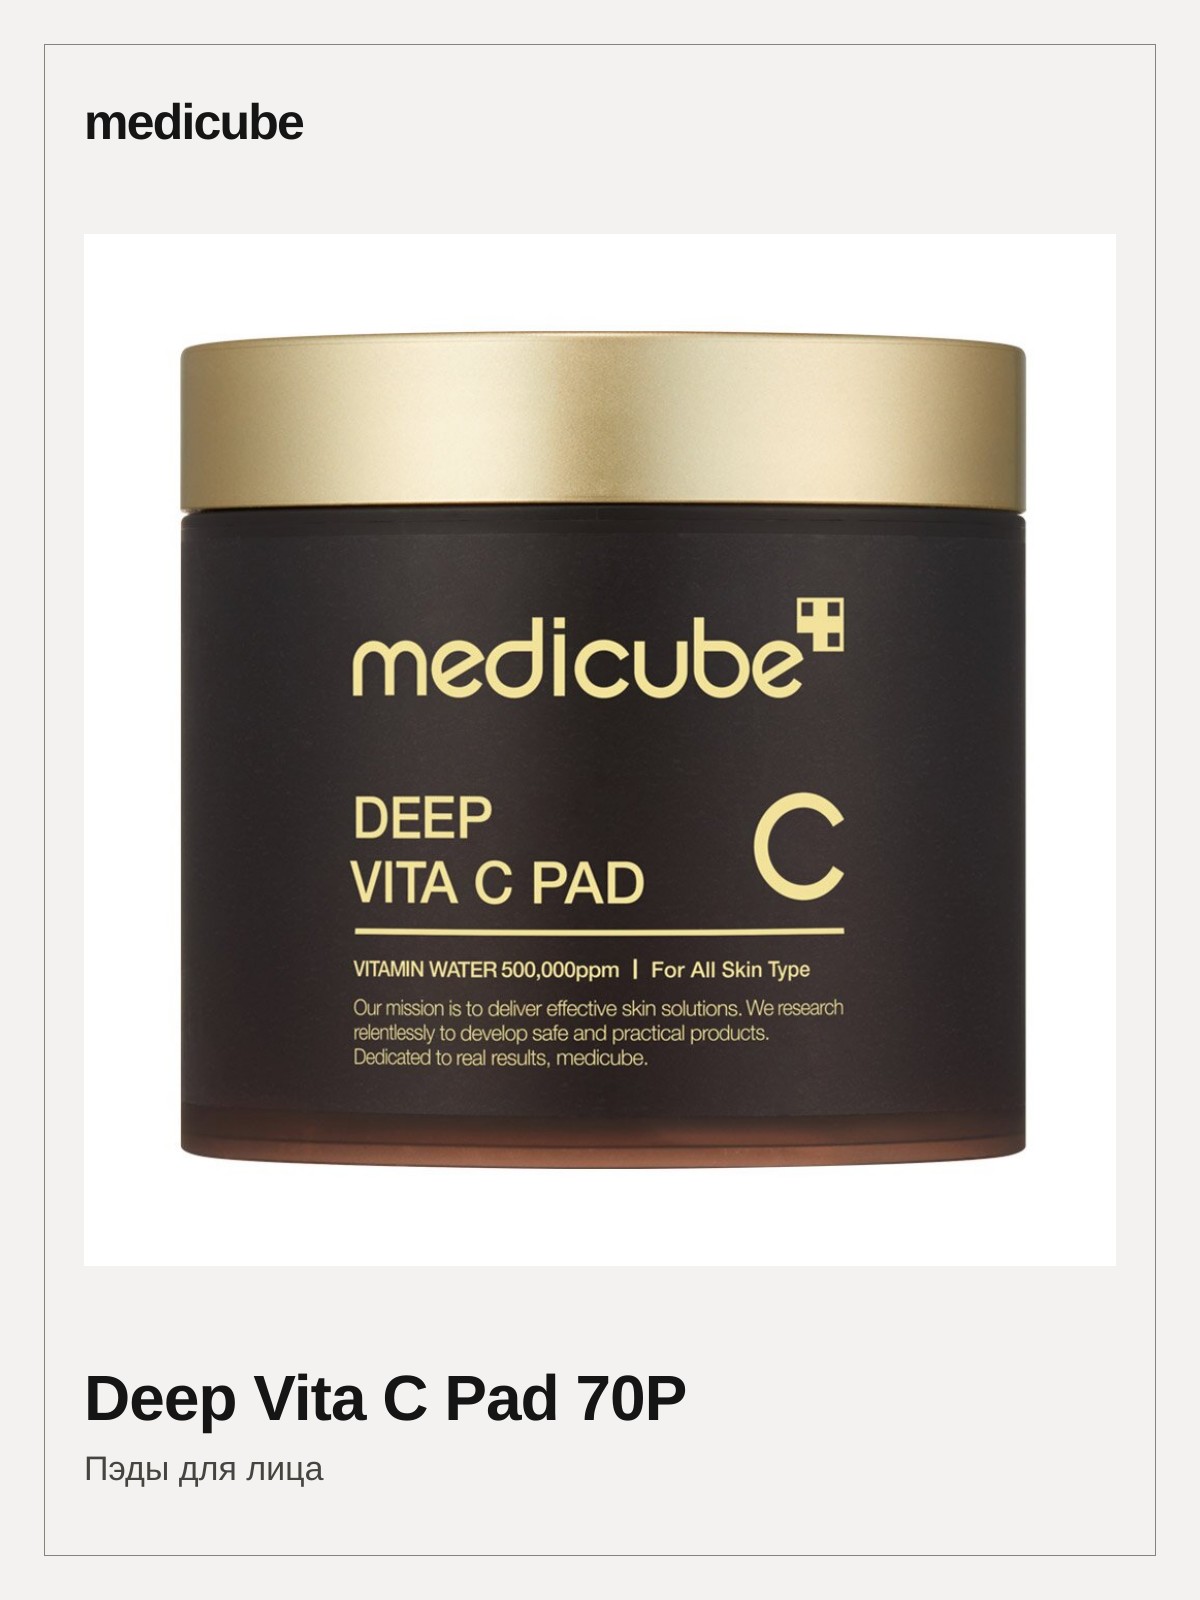 medicube
medicube
DEEP
VITA C PAD
C
VITAMIN WATER 500,000ppm | For All Skin Type
Our mission is to deliver effective skin solutions. We research
relentlessly to develop safe and practical products.
Dedicated to real results, medicube.
Deep Vita C Pad 70P
Пэды для лица